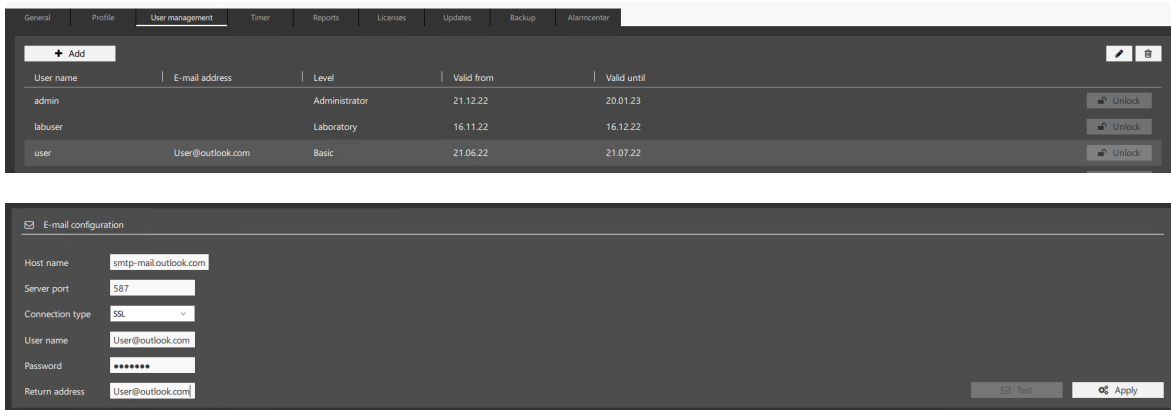 General Profile User management Timer Reports Licenses Updates Backup Alarmcenter
Add
User name E-mail address Level Valid from Valid until
admin Administrator 21.12.22 20.01.23 Unlock
labuser Laboratory 16.11.22 16.12.22 Unlock
user User@outlook.com Basic 21.06.22 21.07.22 Unlock
E-mail configuration
Host name smtp-mail.outlook.com
Server port 587
Connection type SSL
User name User@outlook.com
Password •••••••
Return address User@outlook.com Test Apply